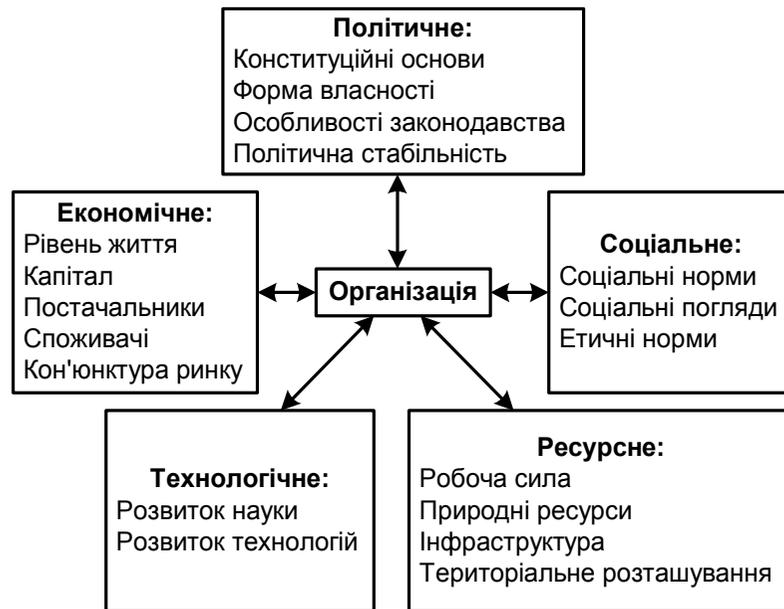 Політичне:
Конституційні основи
Форма власності
Особливості законодавства
Політична стабільність
Економічне:
Рівень життя
Капітал
Постачальники
Споживачі
Кон'юнктура ринку
Організація
Соціальне:
Соціальні норми
Соціальні погляди
Етичні норми
Технологічне:
Розвиток науки
Розвиток технологій
Ресурсне:
Робоча сила
Природні ресурси
Інфраструктура
Територіальне розташування